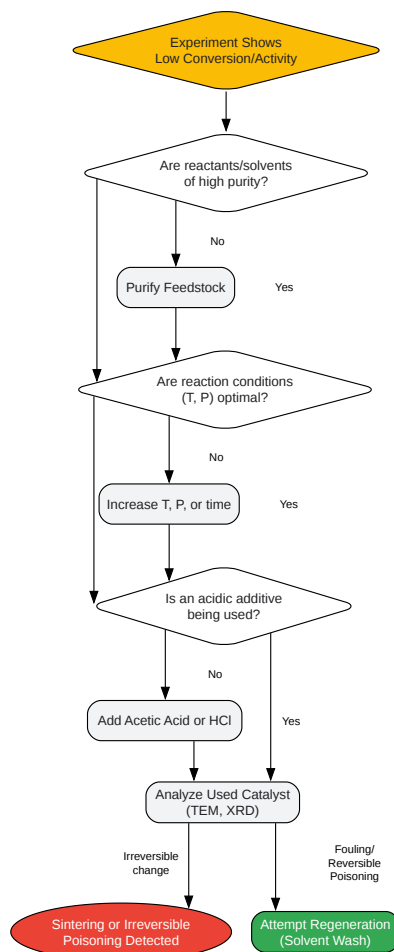 Experiment Shows
Low Conversion/Activity
Are reactants/solvents
of high purity?
No
Purify Feedstock
Yes
Are reaction conditions
(T, P) optimal?
No
Increase T, P, or time
Yes
Is an acidic additive
being used?
No
Add Acetic Acid or HCl
Yes
Analyze Used Catalyst
(TEM, XRD)
Irreversible
change
Fouling/
Reversible
Poisoning
Sintering or Irreversible
Poisoning Detected
Attempt Regeneration
(Solvent Wash)